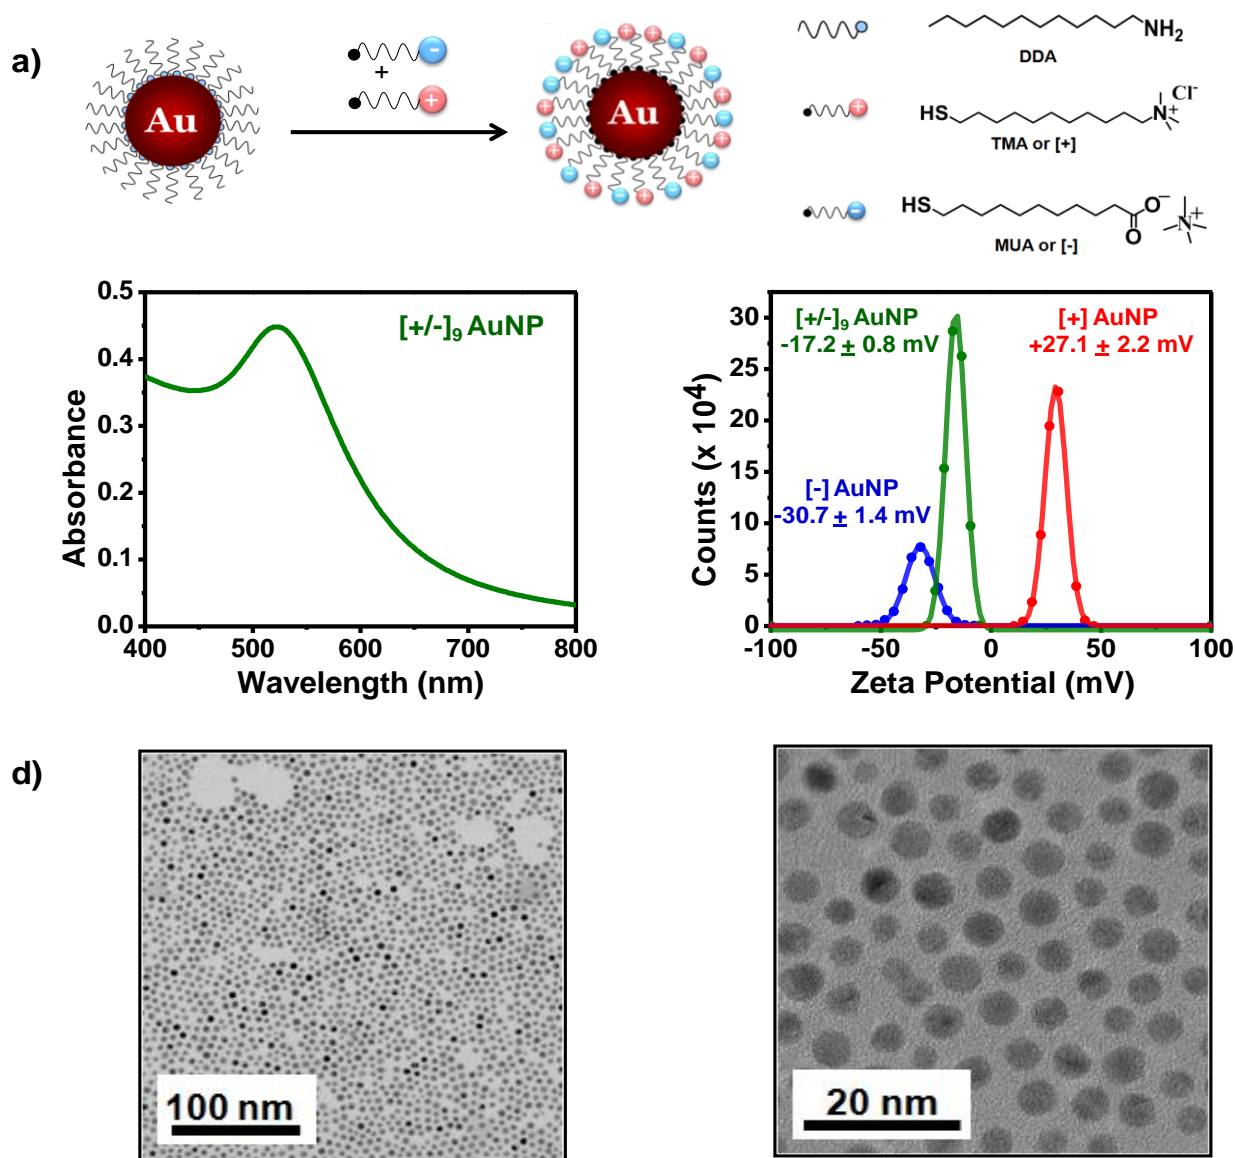 a)
Au
-
+
+
Au
NH2
DDA
HS
N+
Cl-
TMA or [+]
HS
O-
O
N+
MUA or [-]
[+/-]9 AuNP
Absorbance
0.5
0.4
0.3
0.2
0.1
0.0
400 500 600 700 800
Wavelength (nm)
[+/-]9 AuNP
-17.2 ± 0.8 mV
[+] AuNP
+27.1 ± 2.2 mV
[-] AuNP
-30.7 ± 1.4 mV
Counts (x 10^4)
30
25
20
15
10
5
0
-100 -50 0 50 100
Zeta Potential (mV)
d)
100 nm
20 nm